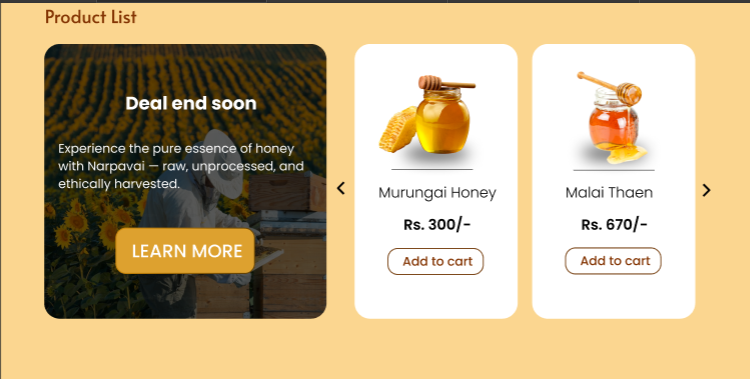 Product List
Deal end soon
Experience the pure essence of honey
with Narpavai — raw, unprocessed, and
ethically harvested.
LEARN MORE
Murungai Honey
Rs. 300/-
Add to cart
Malai Thaen
Rs. 670/-
Add to cart